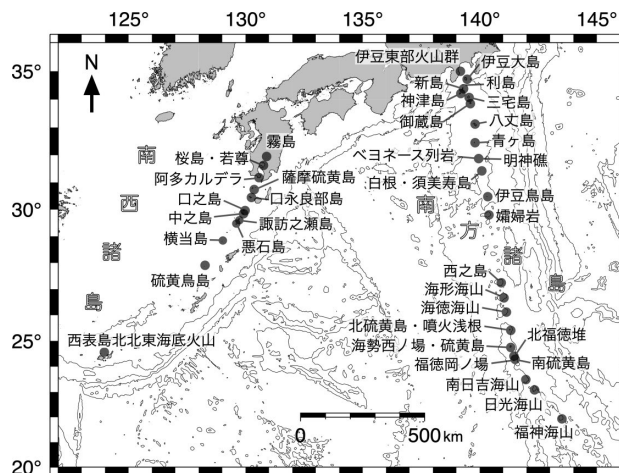 125°
130°
135°
140°
145°
N
35°
30°
25°
20°
伊豆東部火山群
伊豆大島
新島
利島
神津島
三宅島
御蔵島
八丈島
青ヶ島
ベヨネース列岩
明神礁
白根・須美寿島
伊豆鳥島
孀婦岩
霧島
桜島・若尊
阿多カルデラ
薩摩硫黄島
口之島
口永良部島
中之島
諏訪之瀬島
横当島
悪石島
硫黄鳥島
西表島北北東海底火山
南西諸島
南方諸島
西之島
海形海山
海徳海山
北硫黄島・噴火浅根
北福徳堆
海勢西ノ場・硫黄島
福徳岡ノ場
南硫黄島
南日吉海山
日光海山
福神海山
0
500 km